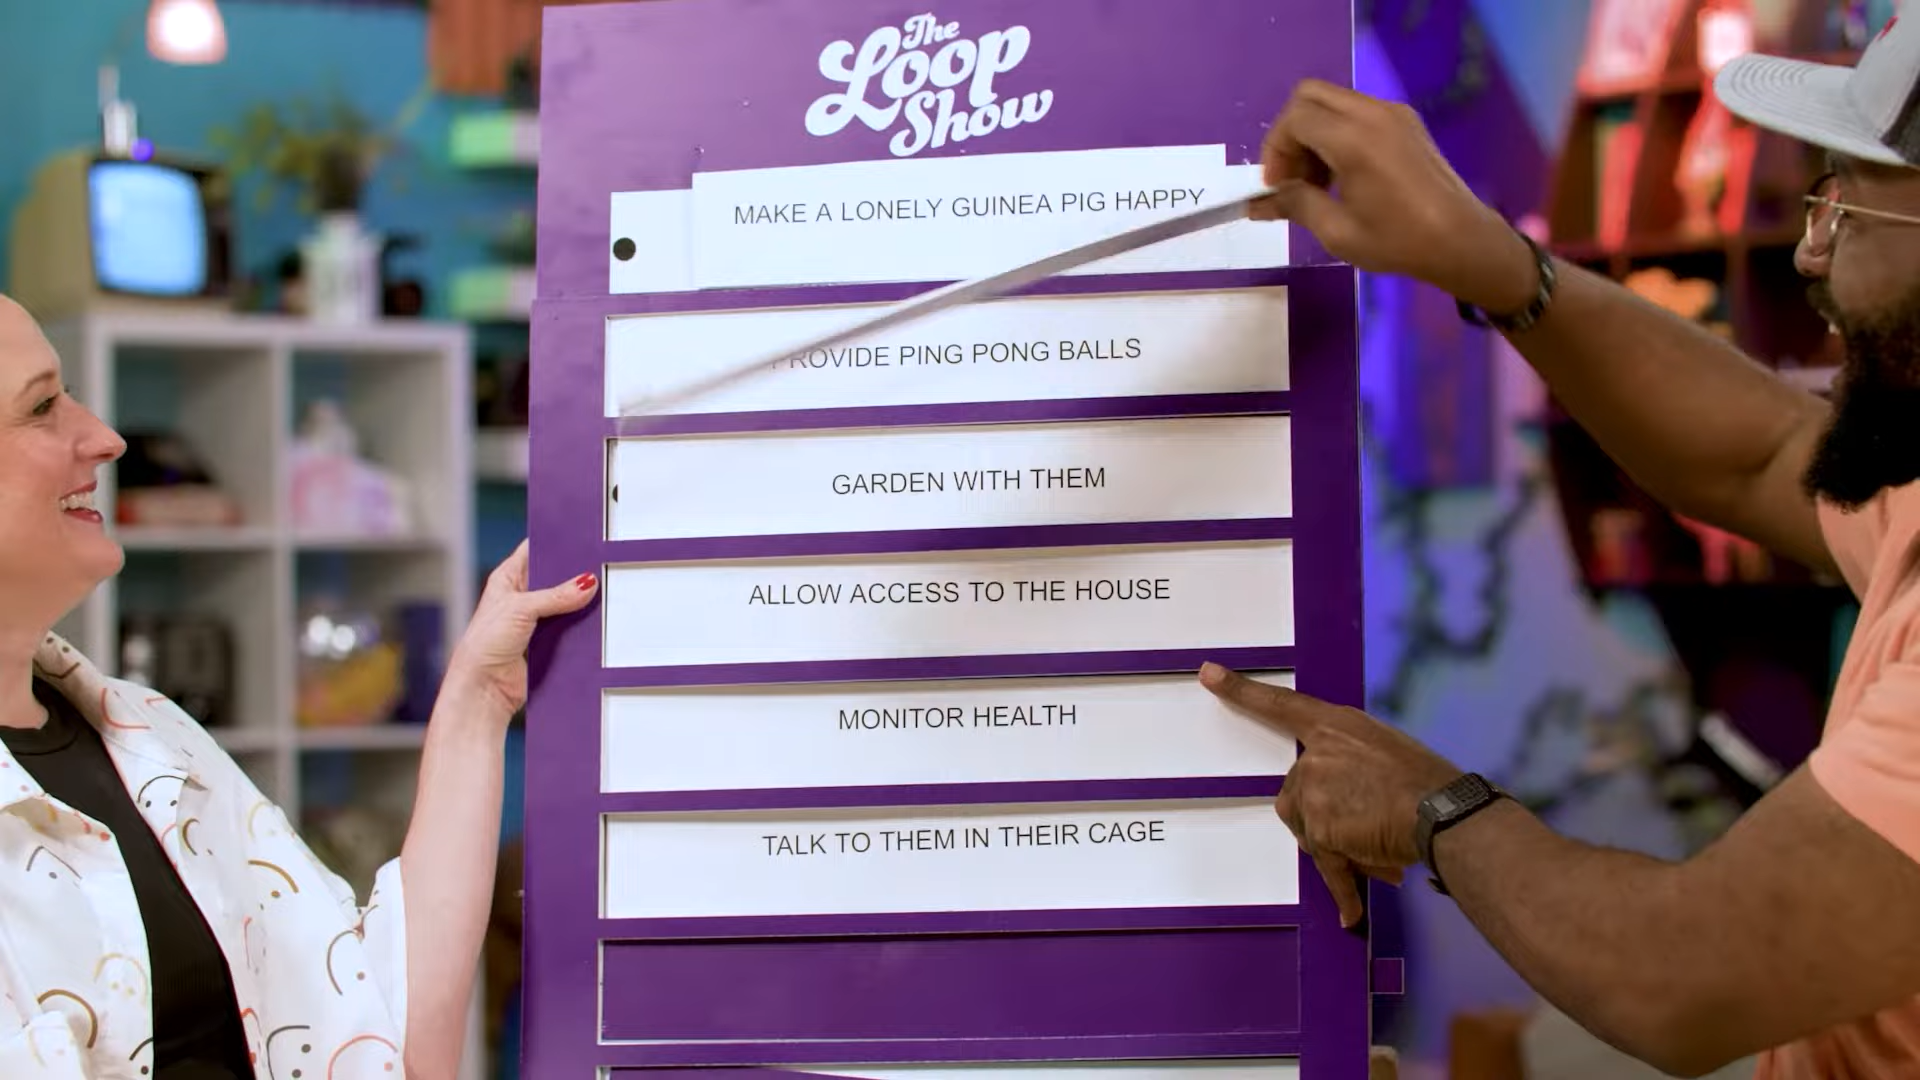 The
Loop
Show
MAKE A LONELY GUINEA PIG HAPPY
PROVIDE PING PONG BALLS
GARDEN WITH THEM
ALLOW ACCESS TO THE HOUSE
MONITOR HEALTH
TALK TO THEM IN THEIR CAGE